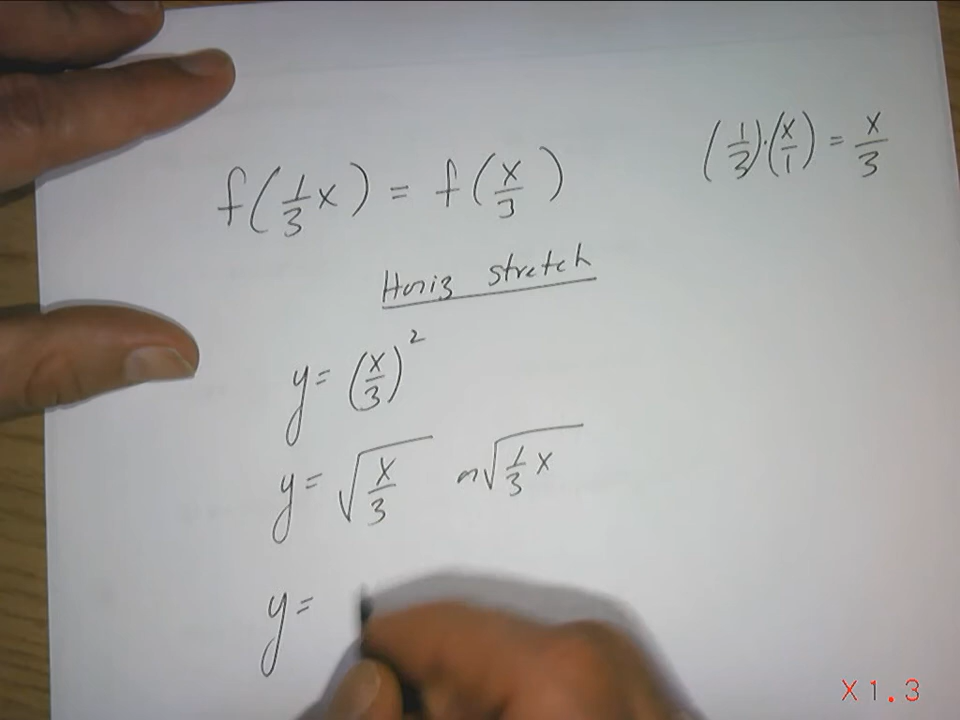 f(1/3 x) = f(x/3)
(1/3)·(x/1) = x/3
Horiz stretch
y = (x/3)²
y = √(x/3) or √(1/3 x)
y =
X1.3